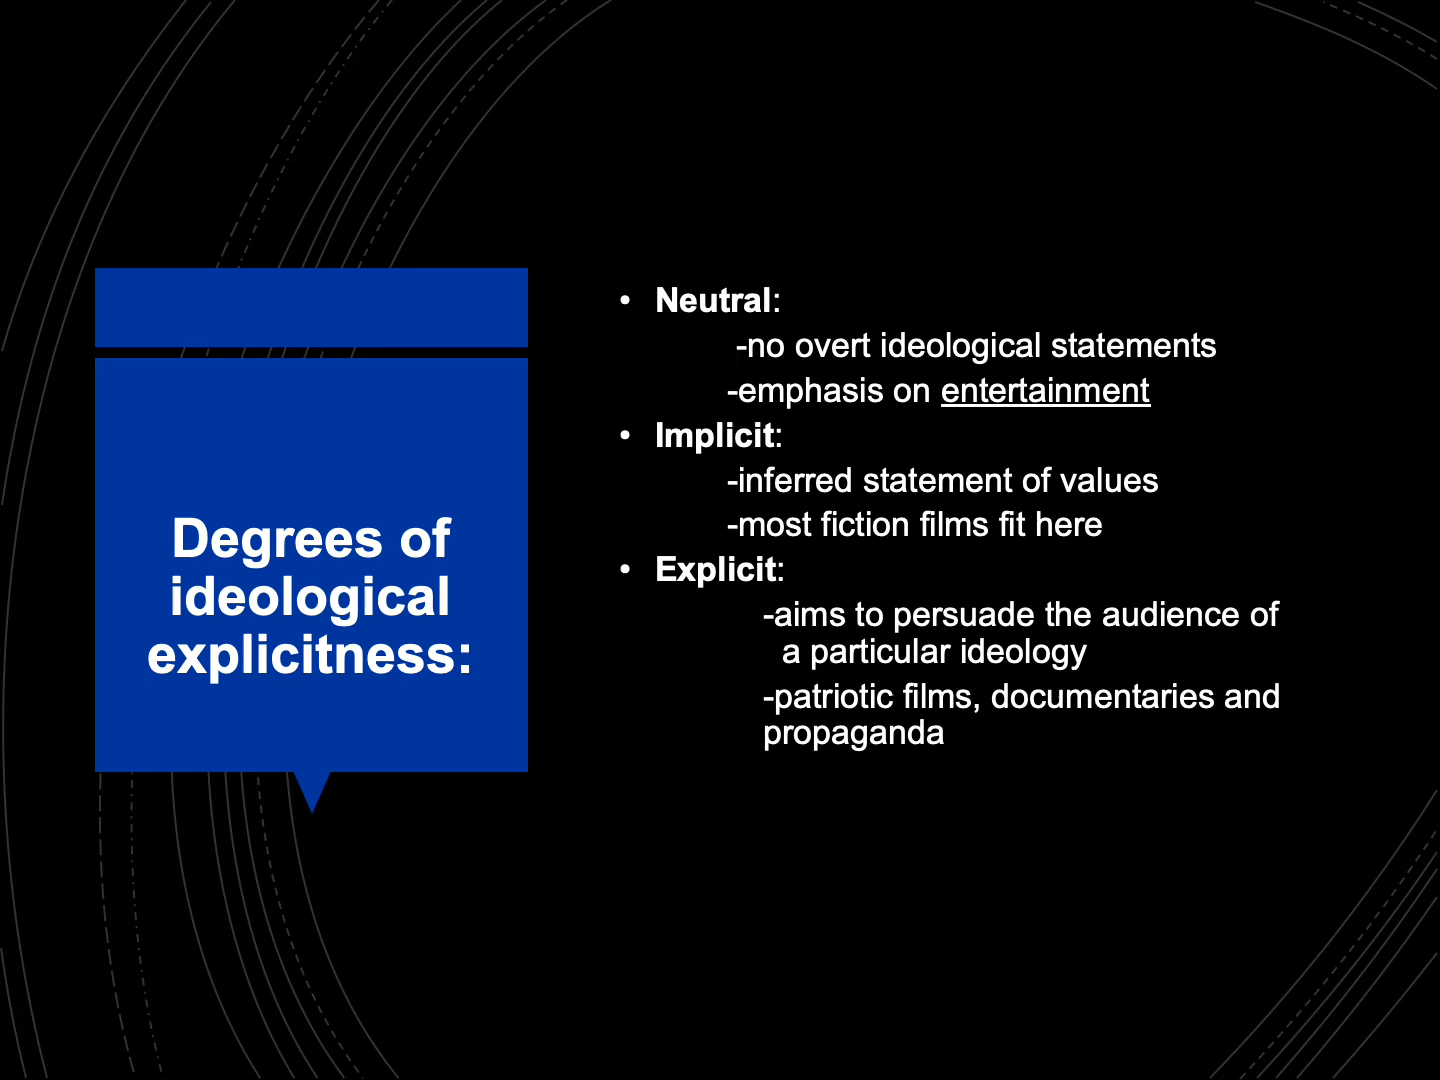 Degrees of
ideological
explicitness:
• Neutral:
-no overt ideological statements
-emphasis on entertainment
• Implicit:
-inferred statement of values
-most fiction films fit here
• Explicit:
-aims to persuade the audience of
a particular ideology
-patriotic films, documentaries and
propaganda